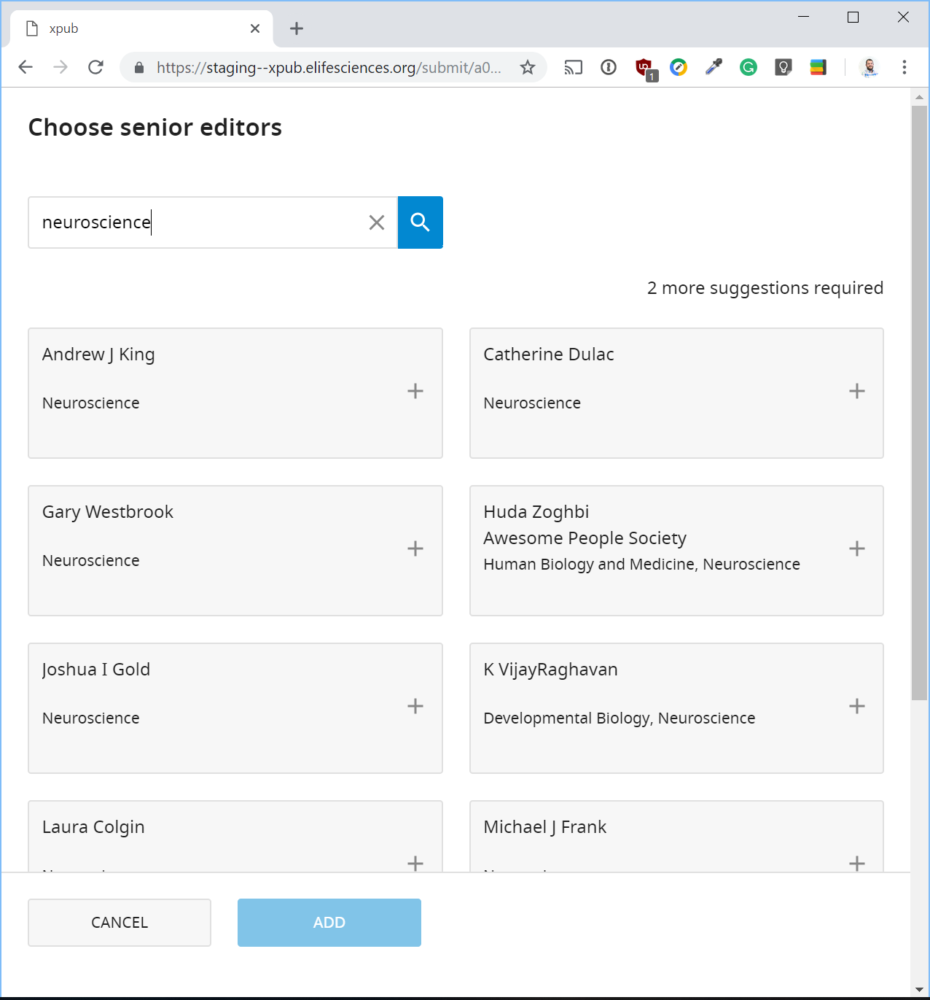 xpub
https://staging--xpub.elifesciences.org/submit/a0...
1
Choose senior editors
neuroscience
2 more suggestions required
Andrew J King
Neuroscience
Catherine Dulac
Neuroscience
Gary Westbrook
Neuroscience
Huda Zoghbi
Awesome People Society
Human Biology and Medicine, Neuroscience
Joshua I Gold
Neuroscience
K VijayRaghavan
Developmental Biology, Neuroscience
Laura Colgin
Michael J Frank
CANCEL
ADD